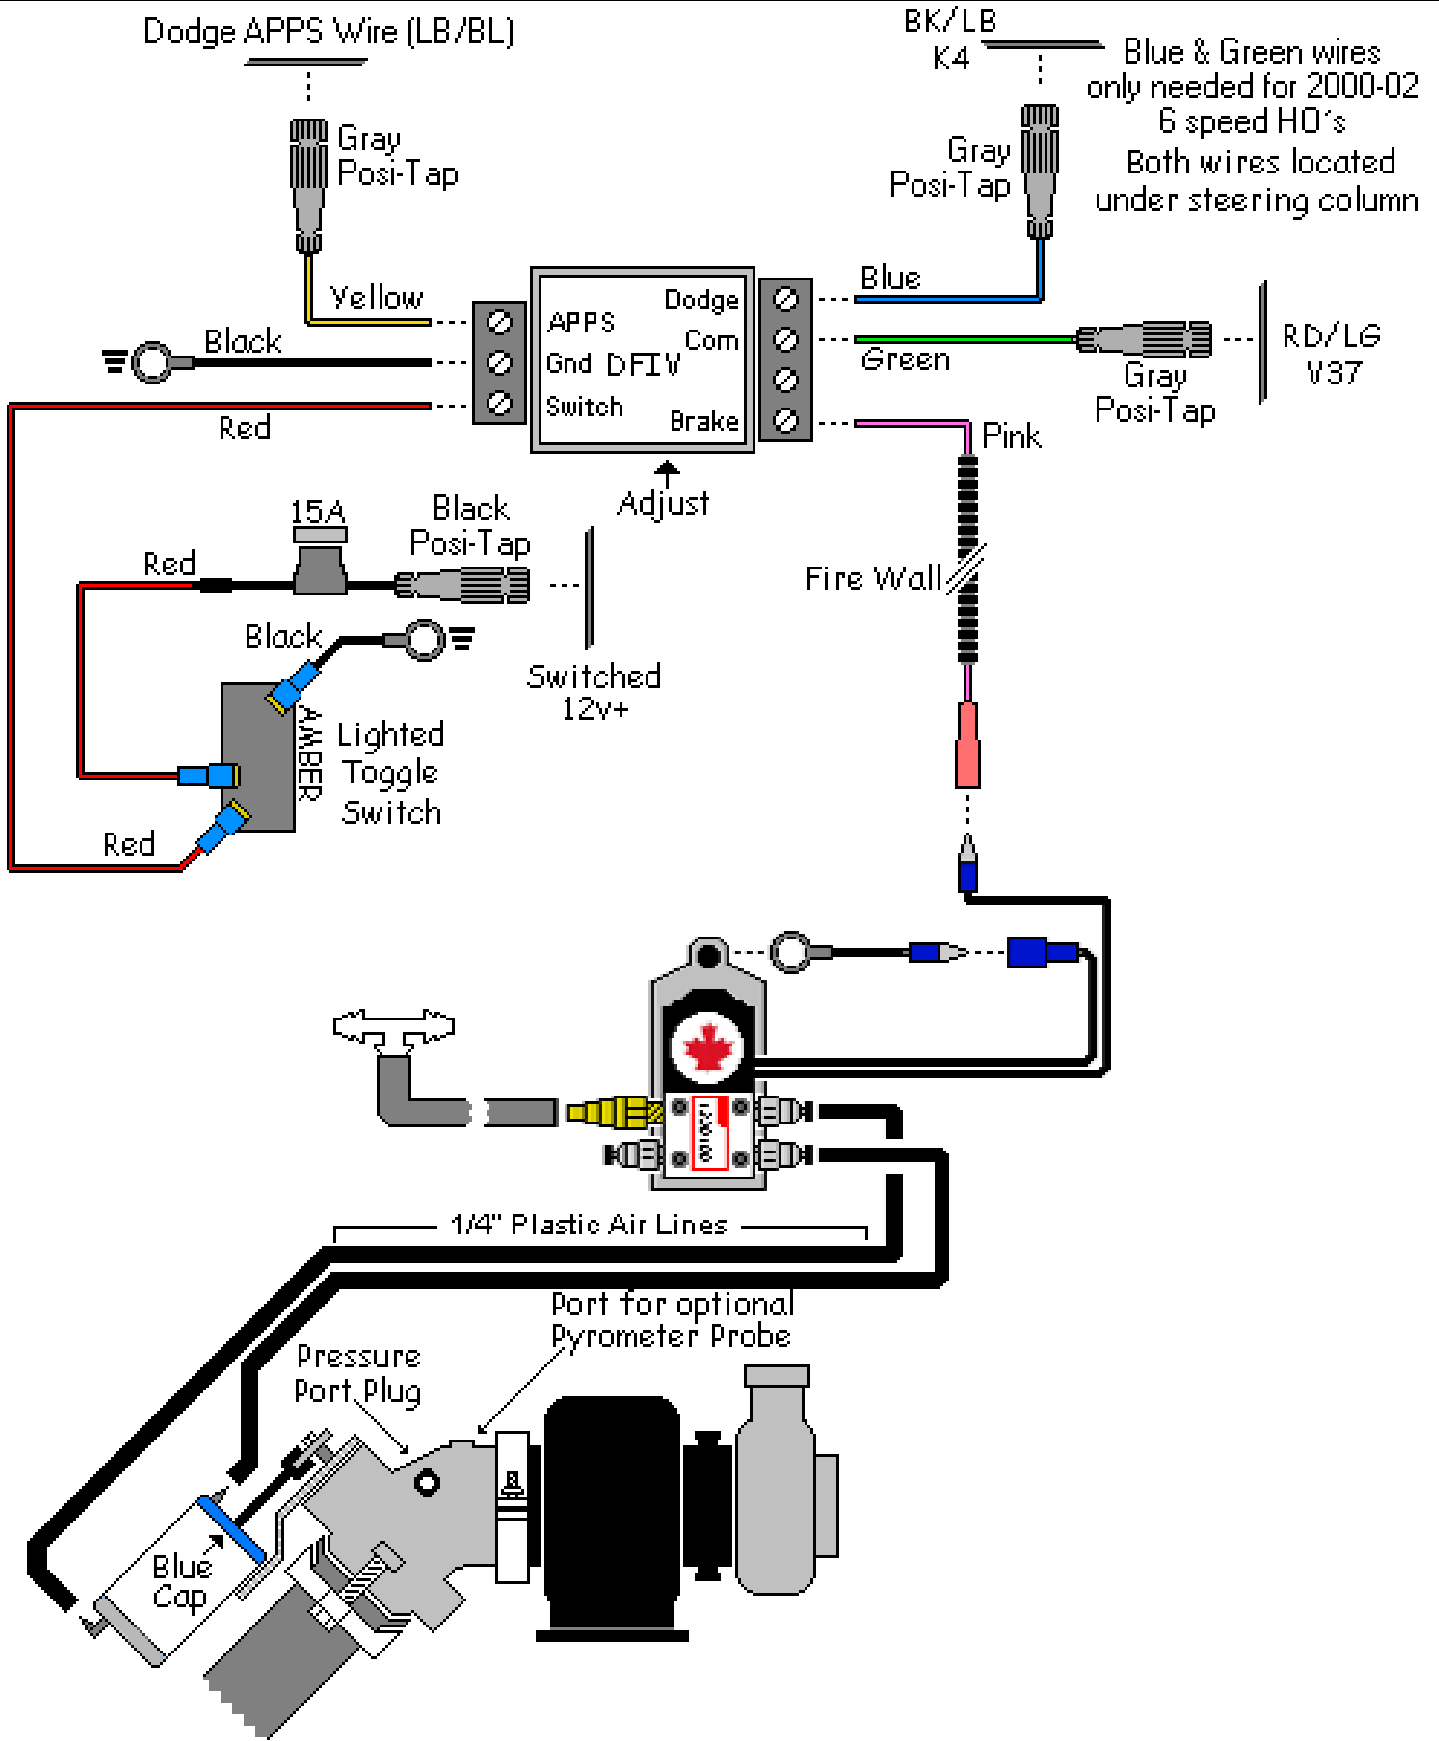 Dodge APPS Wire (LB/BL)
BK/LB
K4
Blue & Green wires
only needed for 2000-02
6 speed HO's
Both wires located
under steering column
Gray
Posi-Tap
Gray
Posi-Tap
Yellow
Black
Red
APPS
Gnd
Switch
DFIV
Dodge
Com
Brake
Blue
Green
Gray
Posi-Tap
RD/LG
V37
Pink
Adjust
15A
Black
Posi-Tap
Red
Fire Wall
Black
Switched
12v+
AMBER
Lighted
Toggle
Switch
Red
1/4" Plastic Air Lines
Port for optional
Pyrometer Probe
Pressure
Port Plug
Blue
Cap